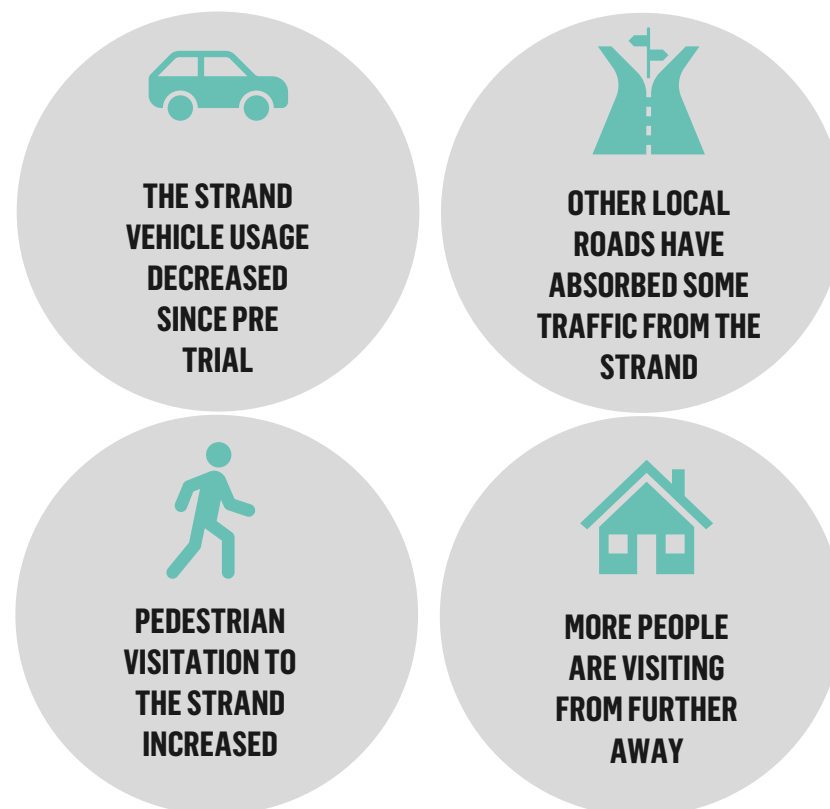 THE STRAND
VEHICLE USAGE
DECREASED
SINCE PRE
TRIAL
OTHER LOCAL
ROADS HAVE
ABSORBED SOME
TRAFFIC FROM THE
STRAND
PEDESTRIAN
VISITATION TO
THE STRAND
INCREASED
MORE PEOPLE
ARE VISITING
FROM FURTHER
AWAY